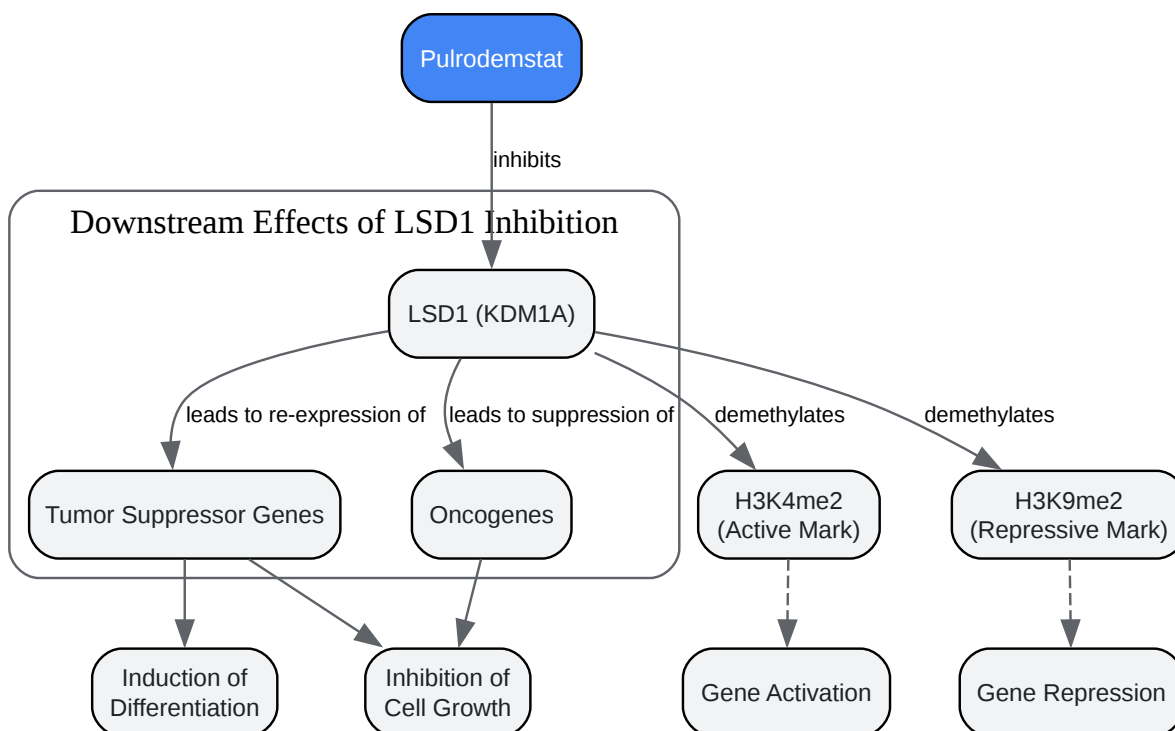 Pulrodemstat
inhibits
Downstream Effects of LSD1 Inhibition
LSD1 (KDM1A)
leads to re-expression of
leads to suppression of
demethylates
demethylates
Tumor Suppressor Genes
Oncogenes
H3K4me2
(Active Mark)
H3K9me2
(Repressive Mark)
Induction of
Differentiation
Inhibition of
Cell Growth
Gene Activation
Gene Repression